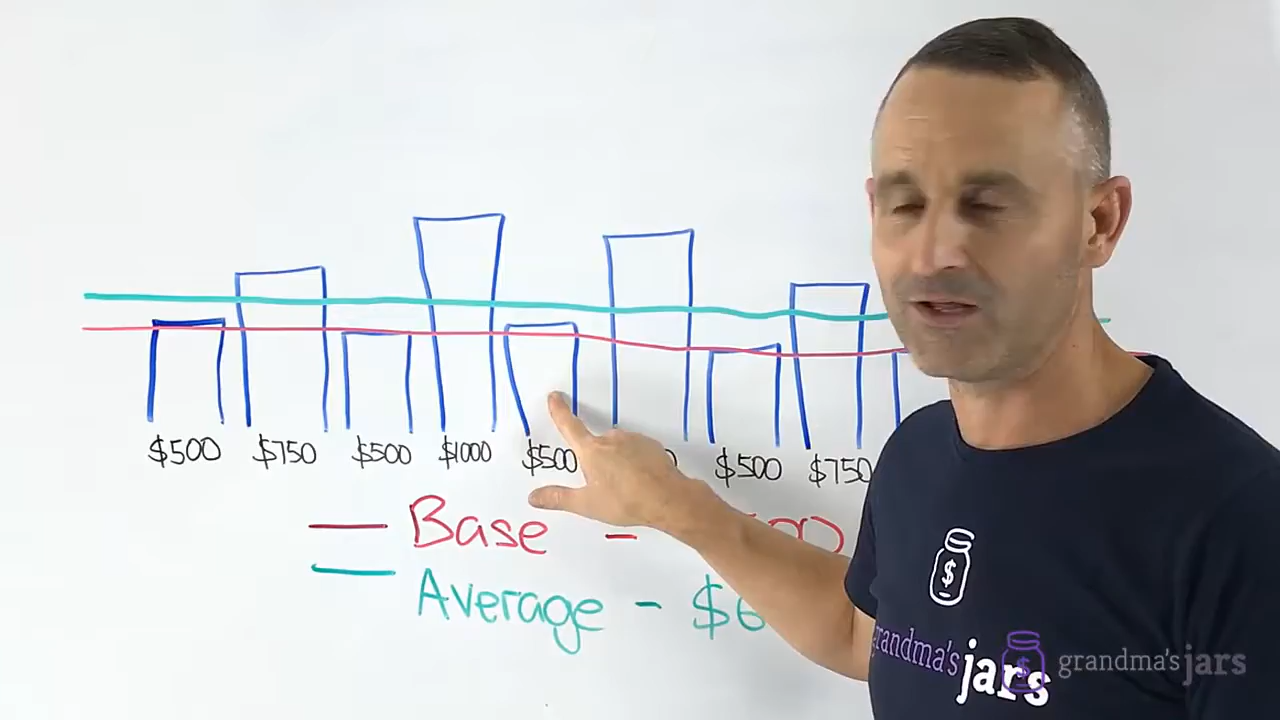 $500 $750 $500 $1000 $500 $500 $750
Base -
Average - $6
$
grandma's jars
$
grandma's jars